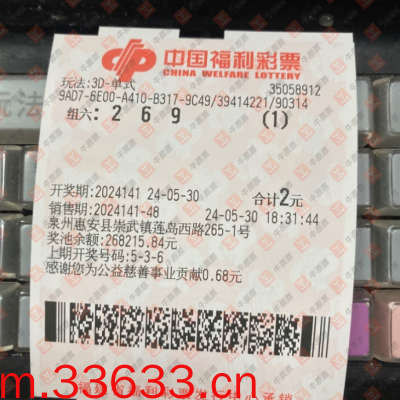 中国福利彩票
CHINA WELFARE LOTTERY
玩法:3D-单式 35058912
9AD7-6E00-A410-B317-9C49/39414221/90314
组六: 2 6 9 (1)
开奖期:2024141 24-05-30 合计2元
销售期:2024141-48 24-05-30 18:31:44
泉州惠安县崇武镇莲岛西路265-1号
奖池余额:268215.84元
上期开奖号码:5-3-6
感谢您为公益慈善事业贡献0.68元
m.33633.cn